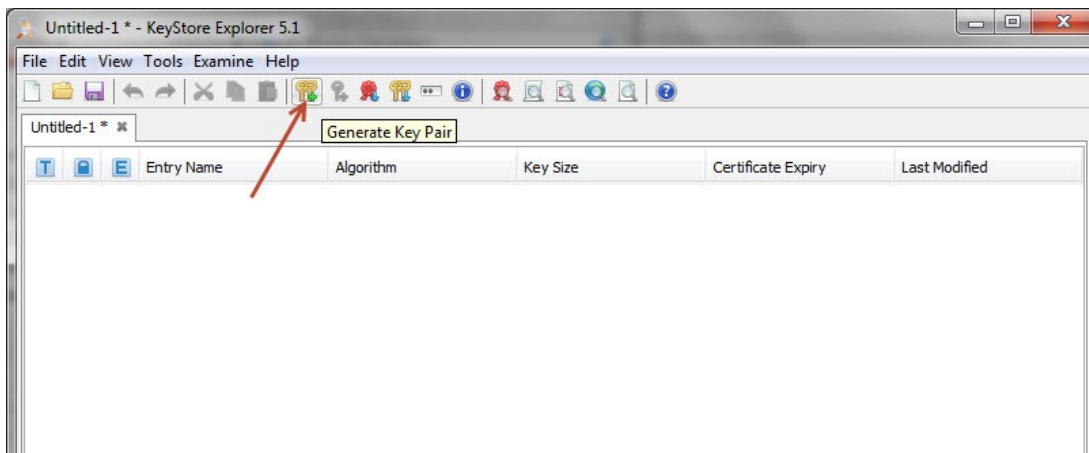 Untitled-1 * - KeyStore Explorer 5.1
File Edit View Tools Examine Help
Untitled-1 *
Generate Key Pair
T E Entry Name Algorithm Key Size Certificate Expiry Last Modified